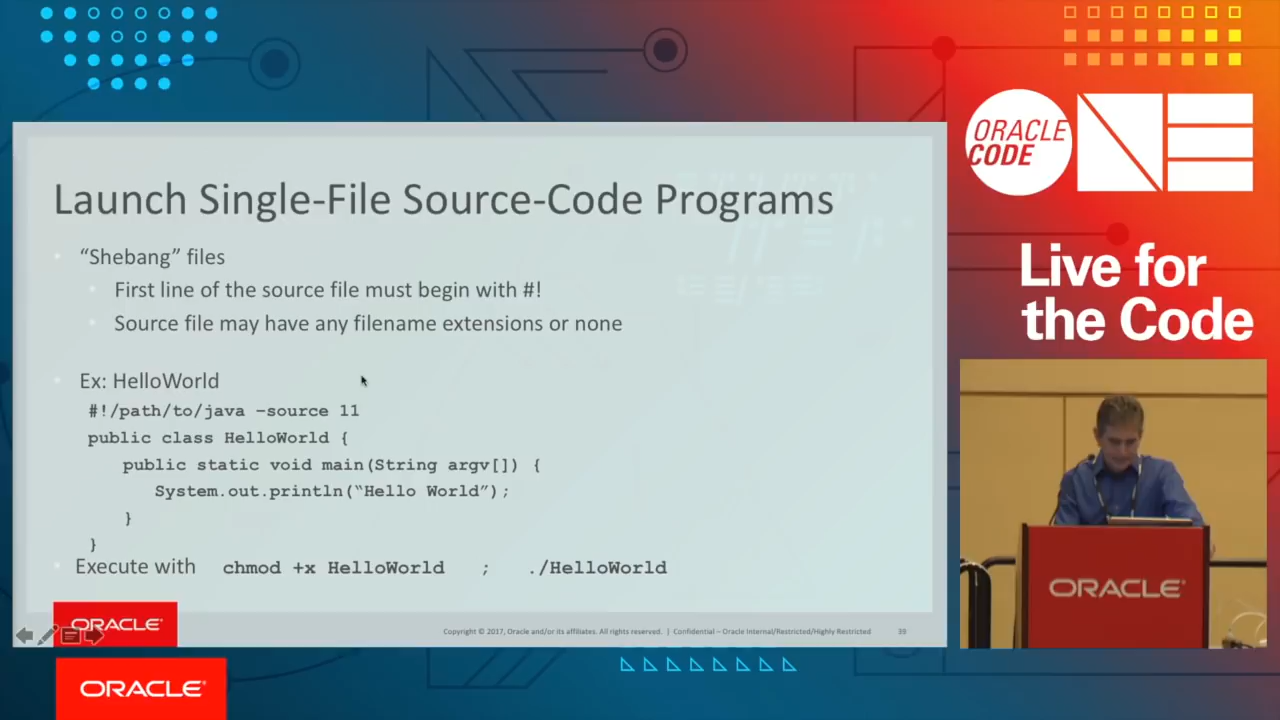 Launch Single-File Source-Code Programs
“Shebang” files
First line of the source file must begin with #!
Source file may have any filename extensions or none
Ex: HelloWorld
#!/path/to/java –source 11
public class HelloWorld {
public static void main(String argv[]) {
System.out.println(“Hello World”);
}
}
Execute with chmod +x HelloWorld ; ./HelloWorld
ORACLE®
Copyright © 2017, Oracle and/or its affiliates. All rights reserved. | Confidential – Oracle Internal/Restricted/Highly Restricted 39
ORACLE®
ORACLE
CODE
ONE
Live for
the Code
ORACLE®